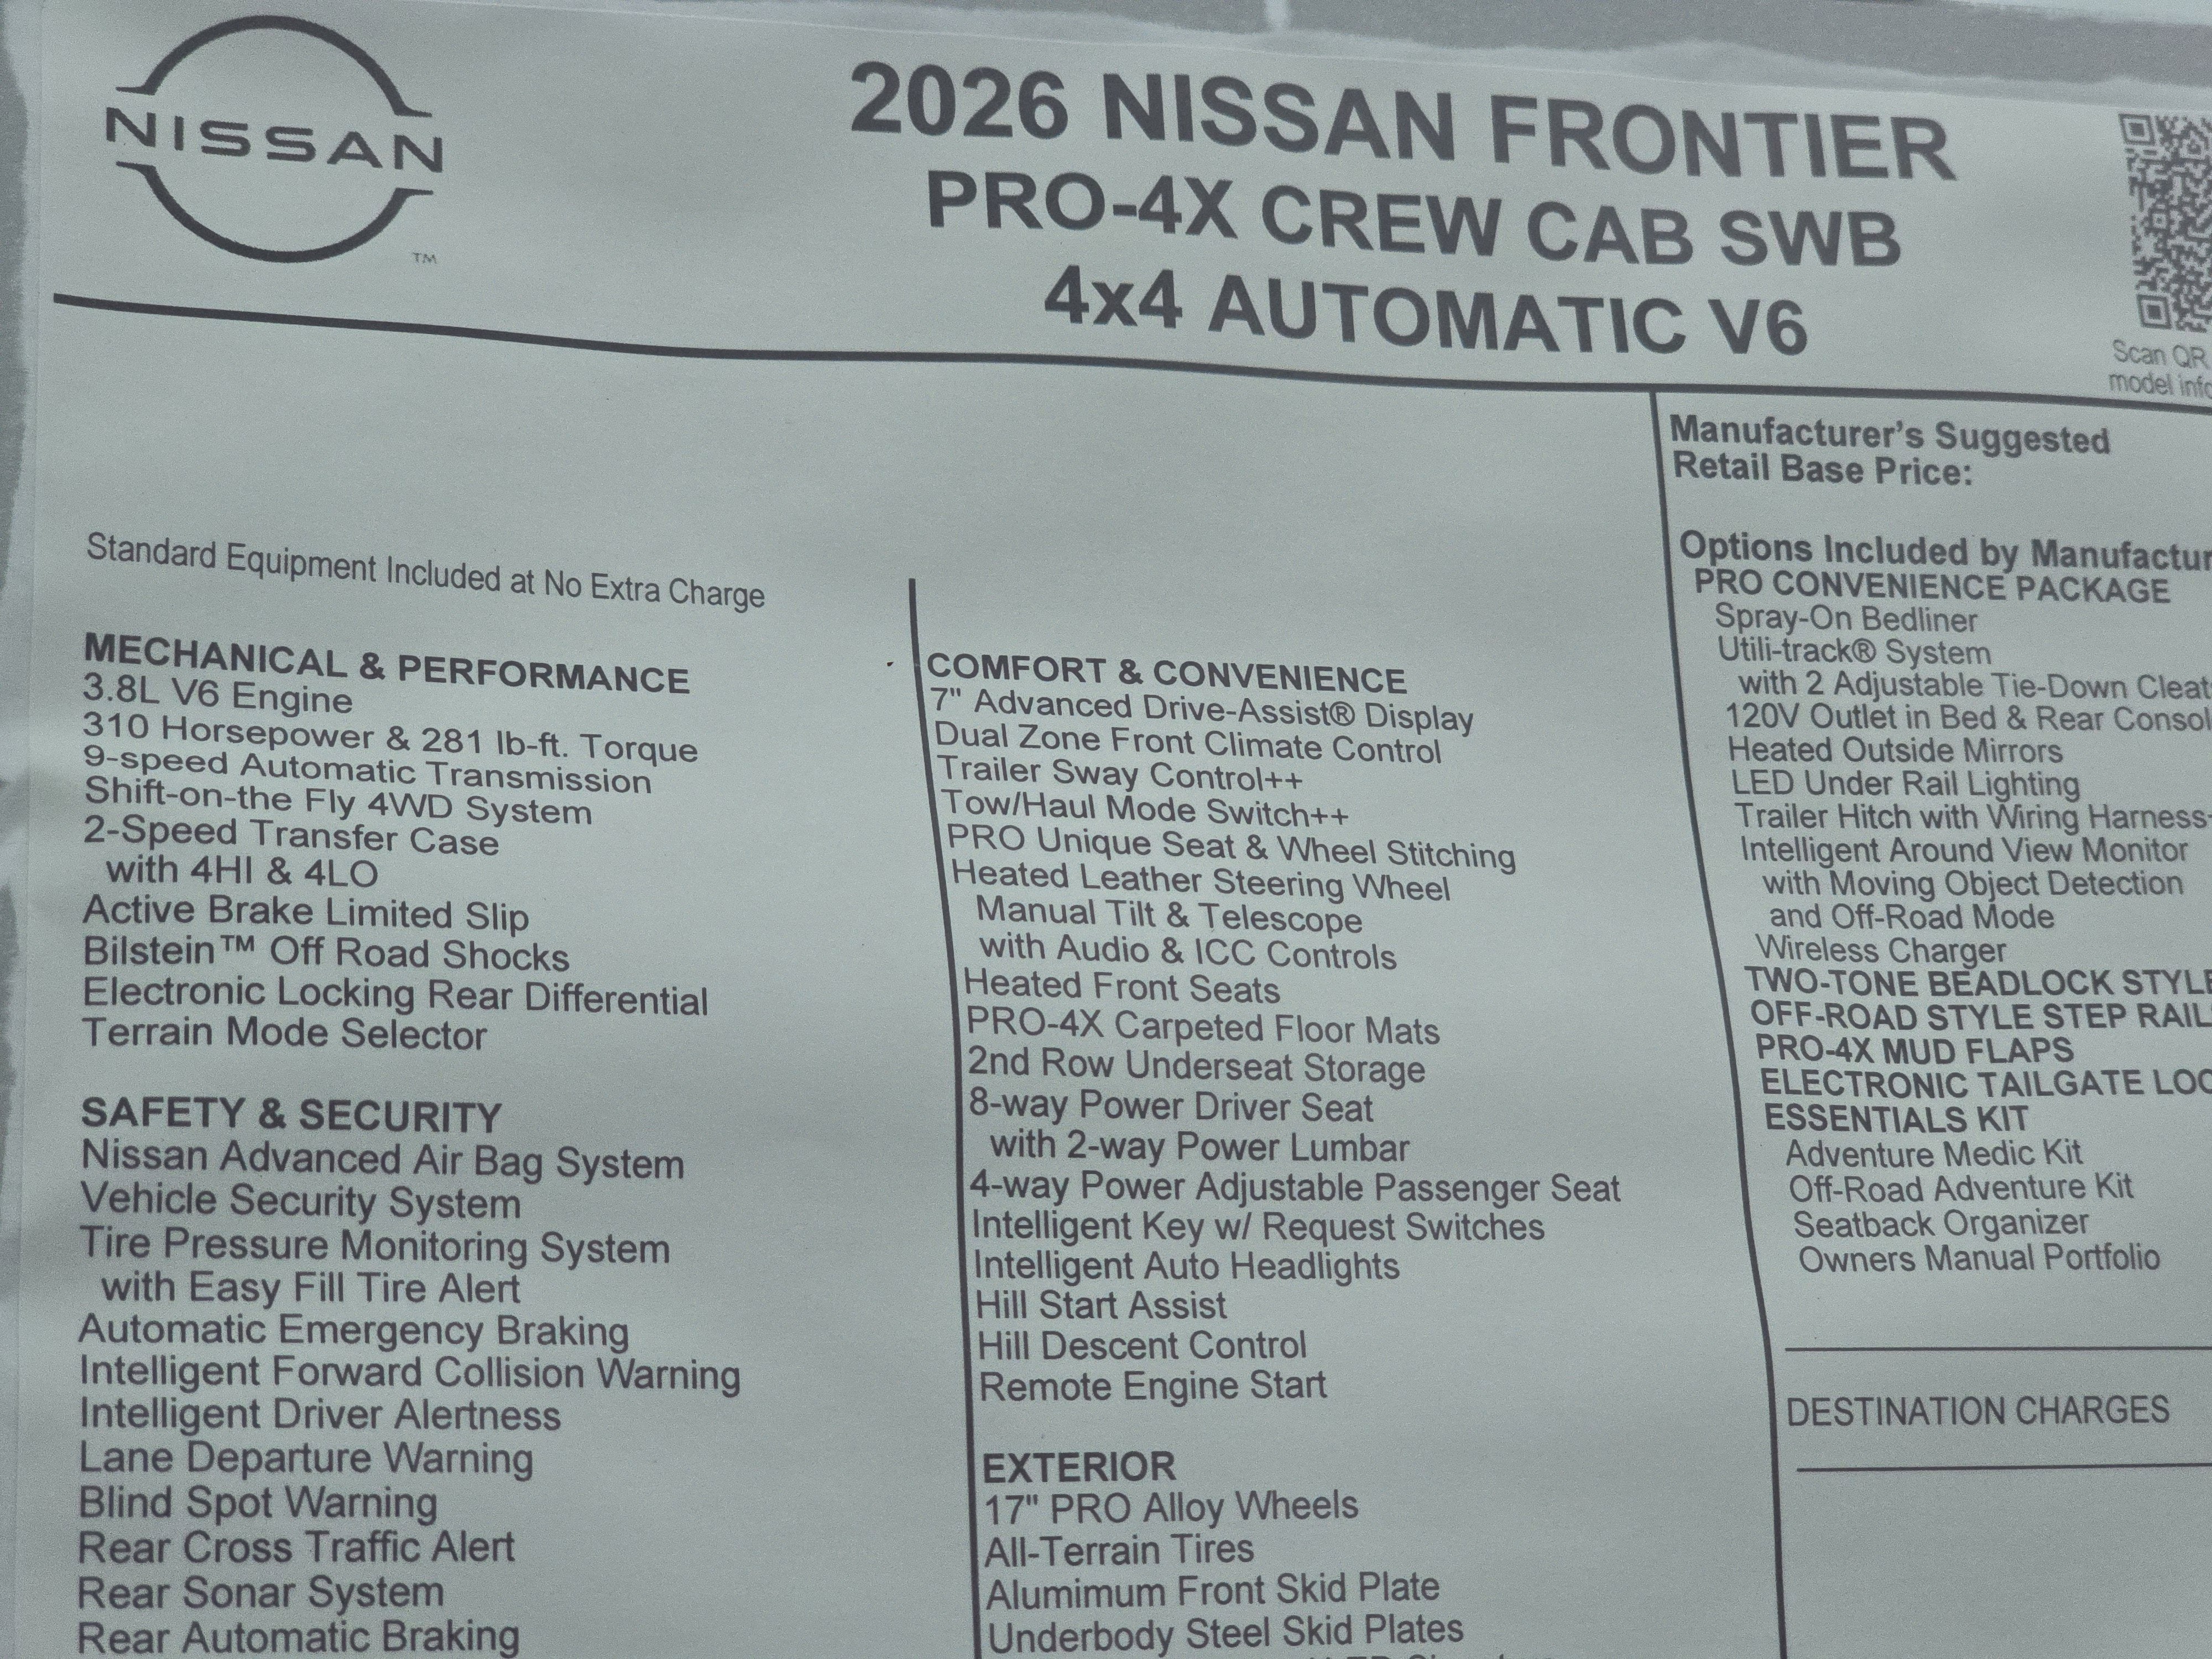 NISSAN
TM
2026 NISSAN FRONTIER
PRO-4X CREW CAB SWB
4x4 AUTOMATIC V6
Scan QR
model
Standard Equipment Included at No Extra Charge
MECHANICAL & PERFORMANCE
3.8L V6 Engine
310 Horsepower & 281 lb-ft. Torque
9-speed Automatic Transmission
Shift-on-the Fly 4WD System
2-Speed Transfer Case
with 4HI & 4LO
Active Brake Limited Slip
Bilstein™ Off Road Shocks
Electronic Locking Rear Differential
Terrain Mode Selector
SAFETY & SECURITY
Nissan Advanced Air Bag System
Vehicle Security System
Tire Pressure Monitoring System
with Easy Fill Tire Alert
Automatic Emergency Braking
Intelligent Forward Collision Warning
Intelligent Driver Alertness
Lane Departure Warning
Blind Spot Warning
Rear Cross Traffic Alert
Rear Sonar System
Rear Automatic Braking
COMFORT & CONVENIENCE
7" Advanced Drive-Assist® Display
Dual Zone Front Climate Control
Trailer Sway Control++
Tow/Haul Mode Switch++
PRO Unique Seat & Wheel Stitching
Heated Leather Steering Wheel
Manual Tilt & Telescope
with Audio & ICC Controls
Heated Front Seats
PRO-4X Carpeted Floor Mats
2nd Row Underseat Storage
8-way Power Driver Seat
with 2-way Power Lumbar
4-way Power Adjustable Passenger Seat
Intelligent Key w/ Request Switches
Intelligent Auto Headlights
Hill Start Assist
Hill Descent Control
Remote Engine Start
EXTERIOR
17" PRO Alloy Wheels
All-Terrain Tires
Alumimum Front Skid Plate
Underbody Steel Skid Plates
Manufacturer's Suggested
Retail Base Price:
Options Included by Manufactur
PRO CONVENIENCE PACKAGE
Spray-On Bedliner
Utili-track® System
with 2 Adjustable Tie-Down Cleat
120V Outlet in Bed & Rear Consol
Heated Outside Mirrors
LED Under Rail Lighting
Trailer Hitch with Wiring Harness
Intelligent Around View Monitor
with Moving Object Detection
and Off-Road Mode
Wireless Charger
TWO-TONE BEADLOCK STYLE
OFF-ROAD STYLE STEP RAIL
PRO-4X MUD FLAPS
ELECTRONIC TAILGATE LOC
ESSENTIALS KIT
Adventure Medic Kit
Off-Road Adventure Kit
Seatback Organizer
Owners Manual Portfolio
DESTINATION CHARGES